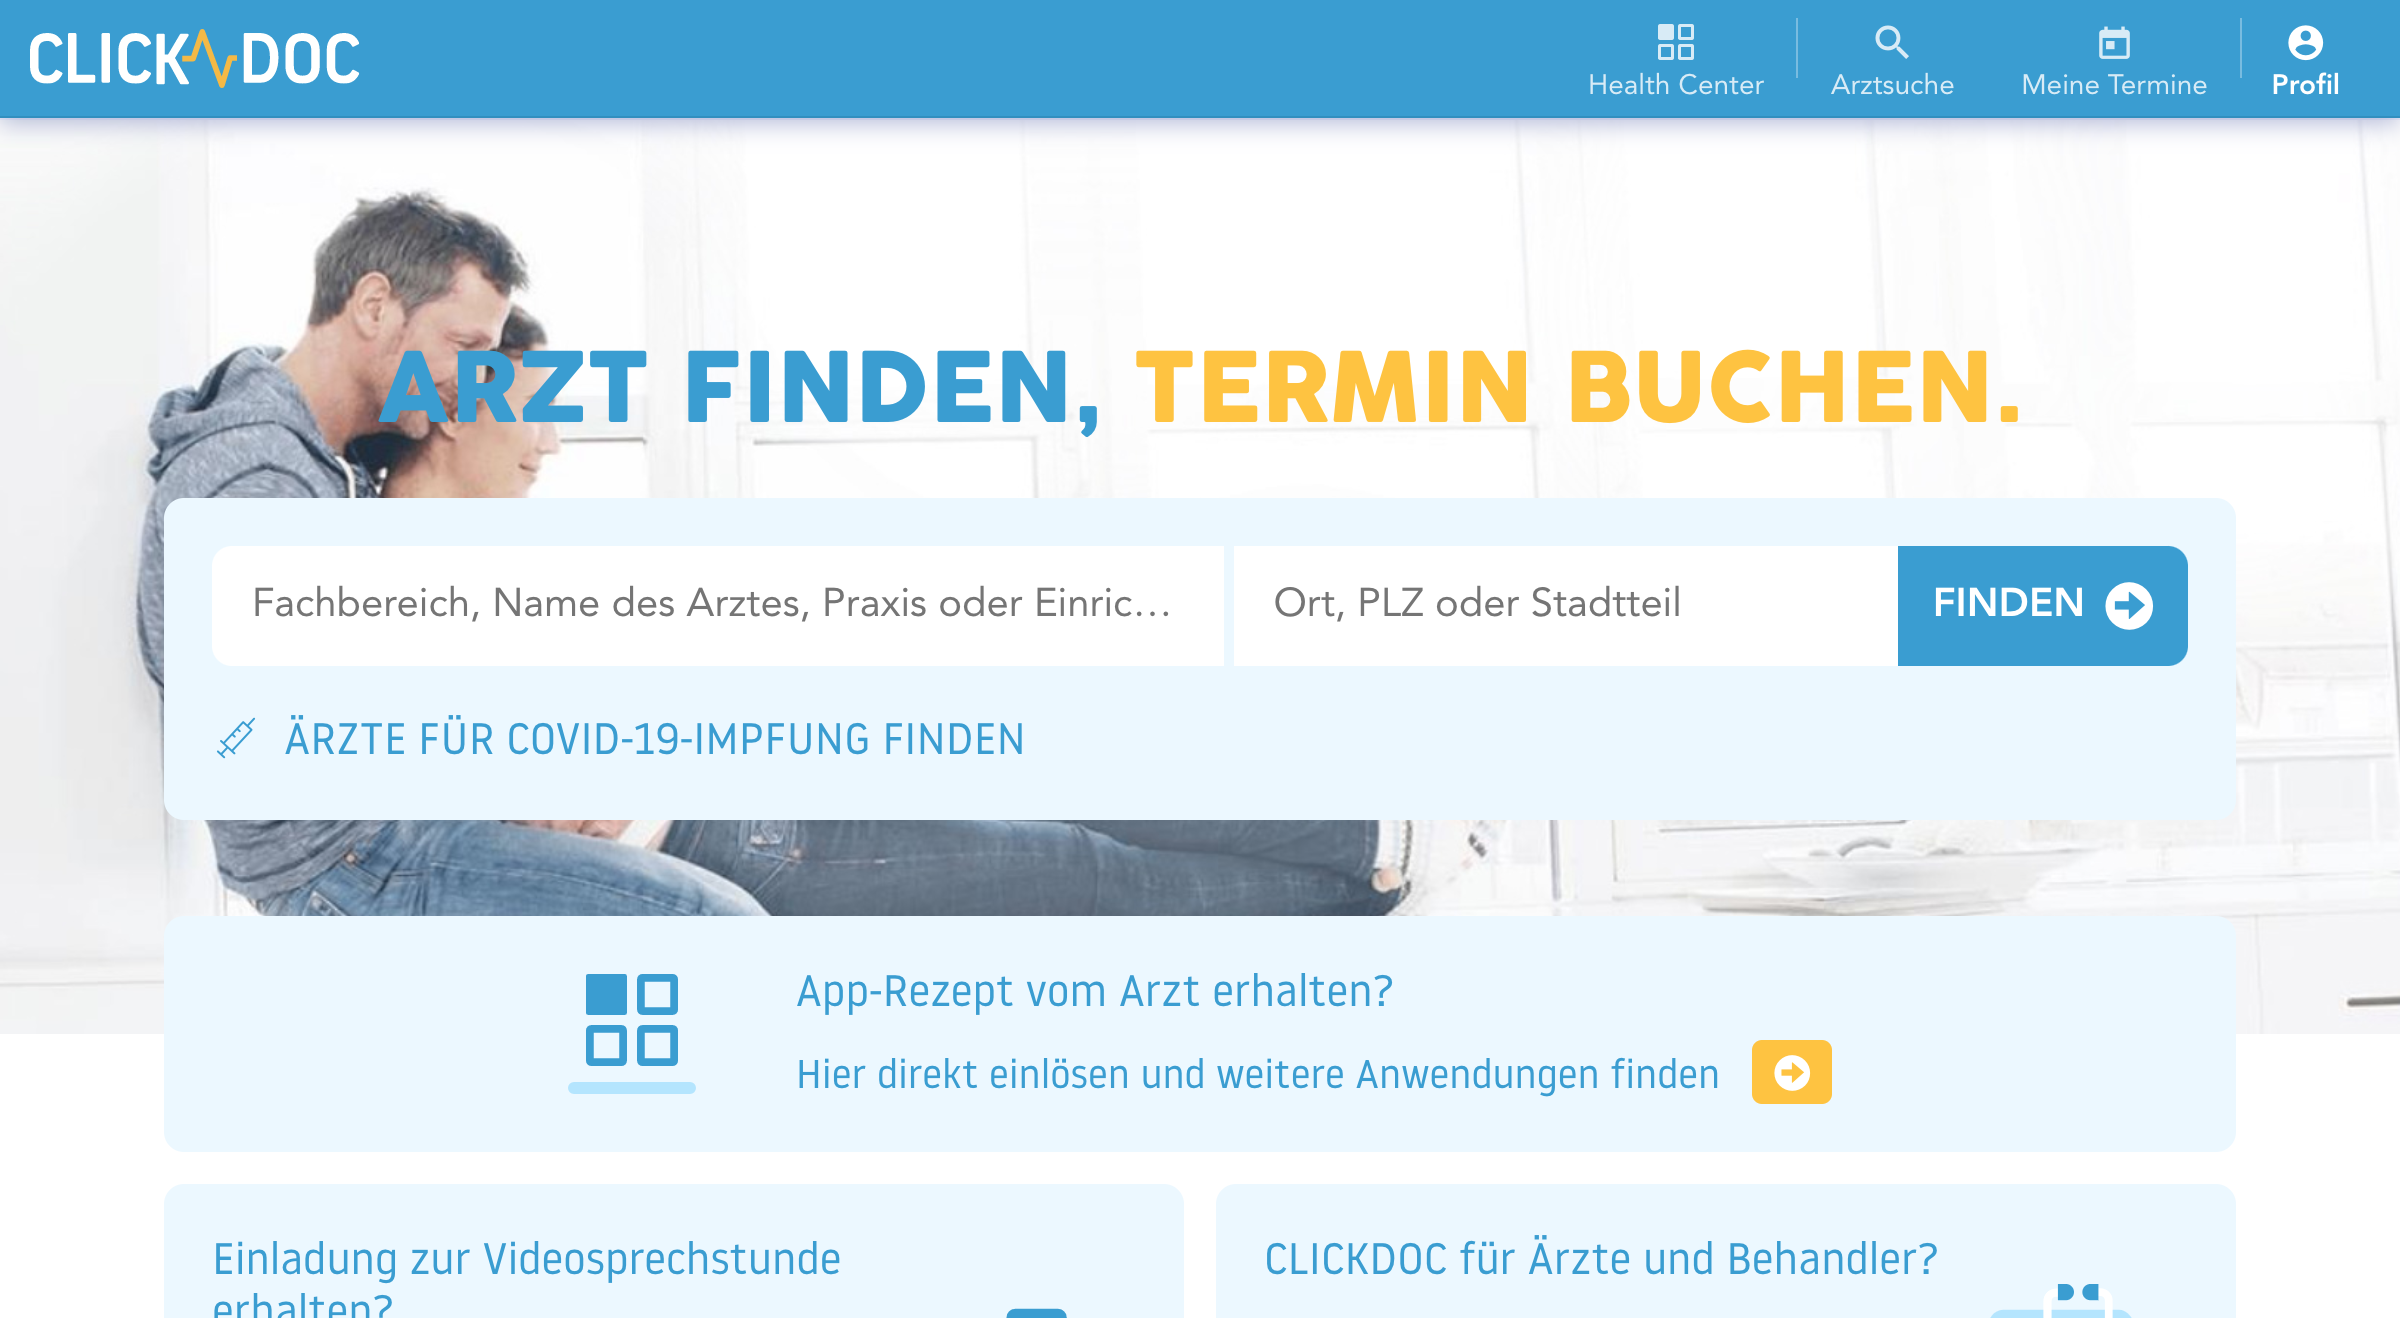 CLICKDOC
Health Center
Arztsuche
Meine Termine
Profil
ARZT FINDEN, TERMIN BUCHEN.
Fachbereich, Name des Arztes, Praxis oder Einric...
Ort, PLZ oder Stadtteil
FINDEN
ÄRZTE FÜR COVID-19-IMPFUNG FINDEN
App-Rezept vom Arzt erhalten?
Hier direkt einlösen und weitere Anwendungen finden
Einladung zur Videosprechstunde
erhalten?
CLICKDOC für Ärzte und Behandler?